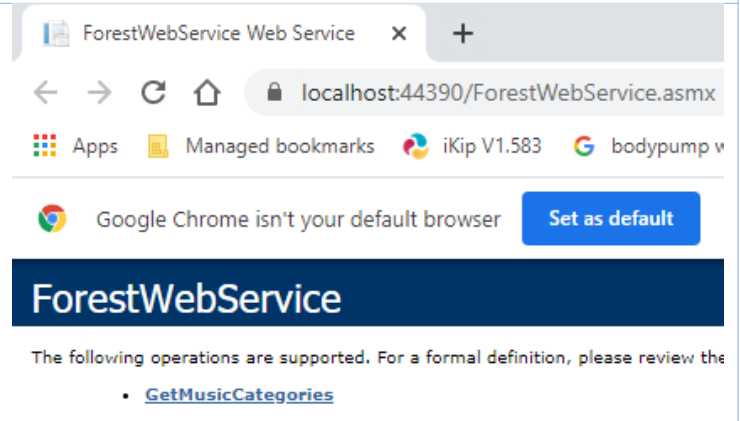 ForestWebService Web Service
localhost:44390/ForestWebService.asmx
Apps Managed bookmarks iKip V1.583 bodypump
Google Chrome isn't your default browser Set as default
ForestWebService
The following operations are supported. For a formal definition, please review the
GetMusicCategories